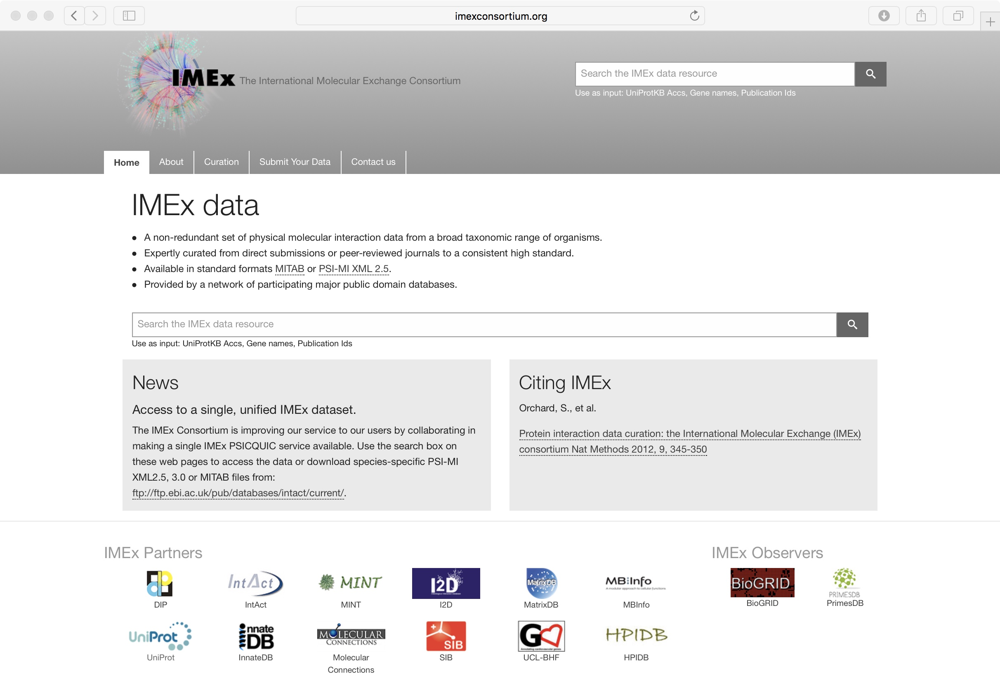 imexconsortium.org
IMEx The International Molecular Exchange Consortium
Search the IMEx data resource
Use as input: UniProtKB Accs, Gene names, Publication Ids
Home About Curation Submit Your Data Contact us
IMEx data
● A non-redundant set of physical molecular interaction data from a broad taxonomic range of organisms.
● Expertly curated from direct submissions or peer-reviewed journals to a consistent high standard.
● Available in standard formats MITAB or PSI-MI XML 2.5.
● Provided by a network of participating major public domain databases.
Search the IMEx data resource
Use as input: UniProtKB Accs, Gene names, Publication Ids
News
Access to a single, unified IMEx dataset.
The IMEx Consortium is improving our service to our users by collaborating in
making a single IMEx PSICQUIC service available. Use the search box on
these web pages to access the data or download species-specific PSI-MI
XML2.5, 3.0 or MITAB files from:
ftp://ftp.ebi.ac.uk/pub/databases/intact/current/.
Citing IMEx
Orchard, S., et al.
Protein interaction data curation: the International Molecular Exchange (IMEx)
consortium Nat Methods 2012, 9, 345-350
IMEx Partners
dip IntAct MINT I2D MatrixDB MB:Info
A modular approach to cellular functions
DIP IntAct MINT I2D MatrixDB MBInfo
UniProt InnateDB MOLECULAR CONNECTIONS SIB G HPIDB
Annotating cardiovascular genes
UniProt InnateDB Molecular Connections SIB UCL-BHF HPIDB
IMEx Observers
BioGRID PRIMESDB
BioGRID PrimesDB